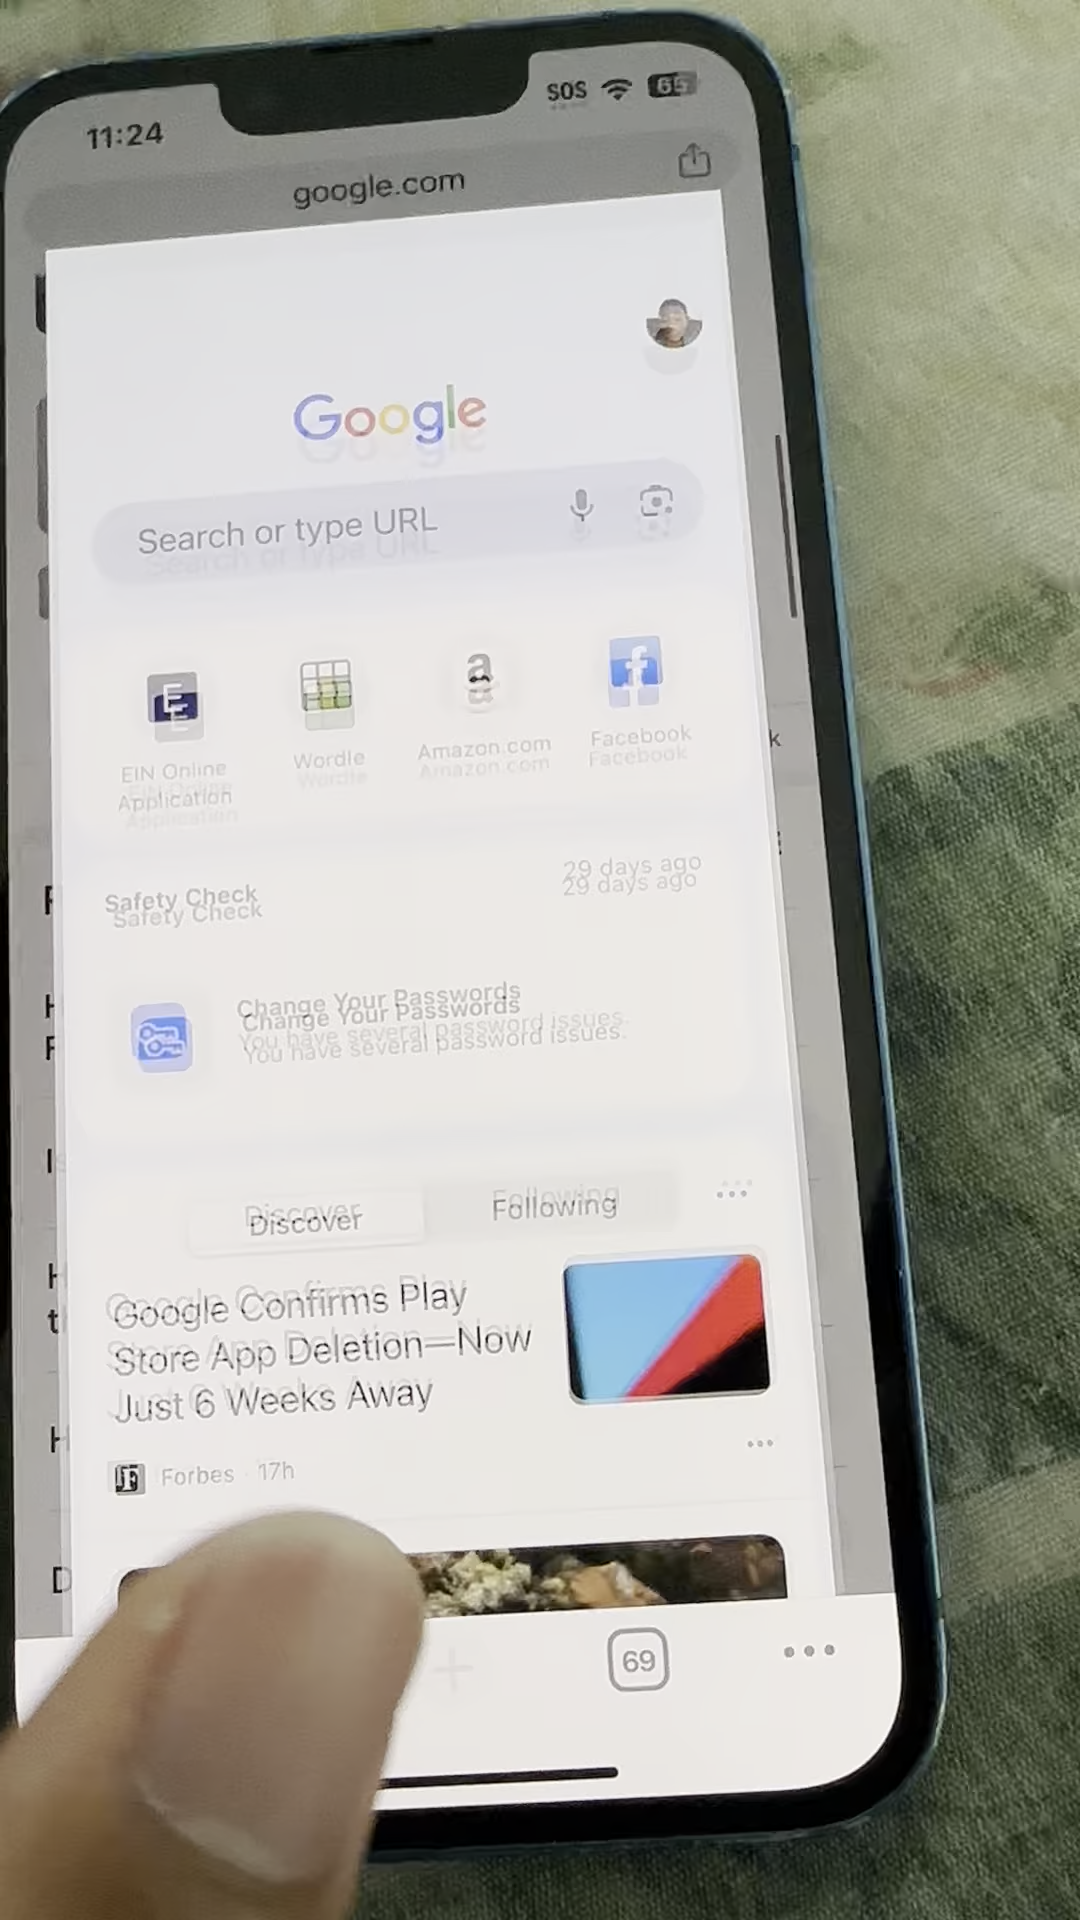 11:24
SOS
65
google.com
Google
Search or type URL
EIN Online
Application
Wordle
Amazon.com
Facebook
Safety Check
29 days ago
Change Your Passwords
You have several password issues.
Discover
Following
Google Confirms Play
Store App Deletion—Now
Just 6 Weeks Away
Forbes · 17h
69